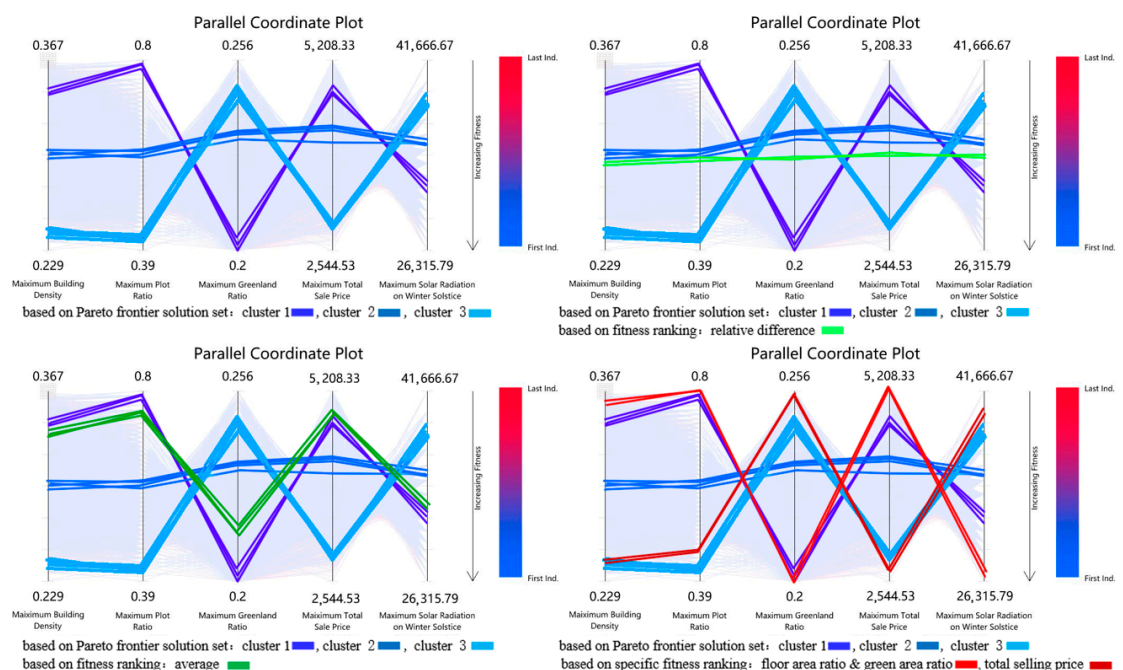 Parallel Coordinate Plot
0.367 0.8 0.256 5,208.33 41,666.67
Last Ind.
Increasing Fitness
First Ind.
0.229 0.39 0.2 2,544.53 26,315.79
Maiximum Building Density
Maximum Plot Ratio
Maximum Greenland Ratio
Maiximum Total Sale Price
Maximum Solar Radiation on Winter Solstice
based on Pareto frontier solution set: cluster 1 , cluster 2 , cluster 3
Parallel Coordinate Plot
0.367 0.8 0.256 5,208.33 41,666.67
Last Ind.
Increasing Fitness
First Ind.
0.229 0.39 0.2 2,544.53 26,315.79
Maiximum Building Density
Maximum Plot Ratio
Maximum Greenland Ratio
Maiximum Total Sale Price
Maximum Solar Radiation on Winter Solstice
based on Pareto frontier solution set: cluster 1 , cluster 2 , cluster 3
based on fitness ranking: relative difference
Parallel Coordinate Plot
0.367 0.8 0.256 5,208.33 41,666.67
Last Ind.
Increasing Fitness
First Ind.
0.229 0.39 0.2 2,544.53 26,315.79
Maiximum Building Density
Maximum Plot Ratio
Maximum Greenland Ratio
Maiximum Total Sale Price
Maximum Solar Radiation on Winter Solstice
based on Pareto frontier solution set: cluster 1 , cluster 2 , cluster 3
based on fitness ranking: average
Parallel Coordinate Plot
0.367 0.8 0.256 5,208.33 41,666.67
Last Ind.
Increasing Fitness
First Ind.
0.229 0.39 0.2 2,544.53 26,315.79
Maiximum Building Density
Maximum Plot Ratio
Maximum Greenland Ratio
Maiximum Total Sale Price
Maximum Solar Radiation on Winter Solstice
based on Pareto frontier solution set: cluster 1 , cluster 2 , cluster 3
based on specific fitness ranking: floor area ratio & green area ratio , total selling price